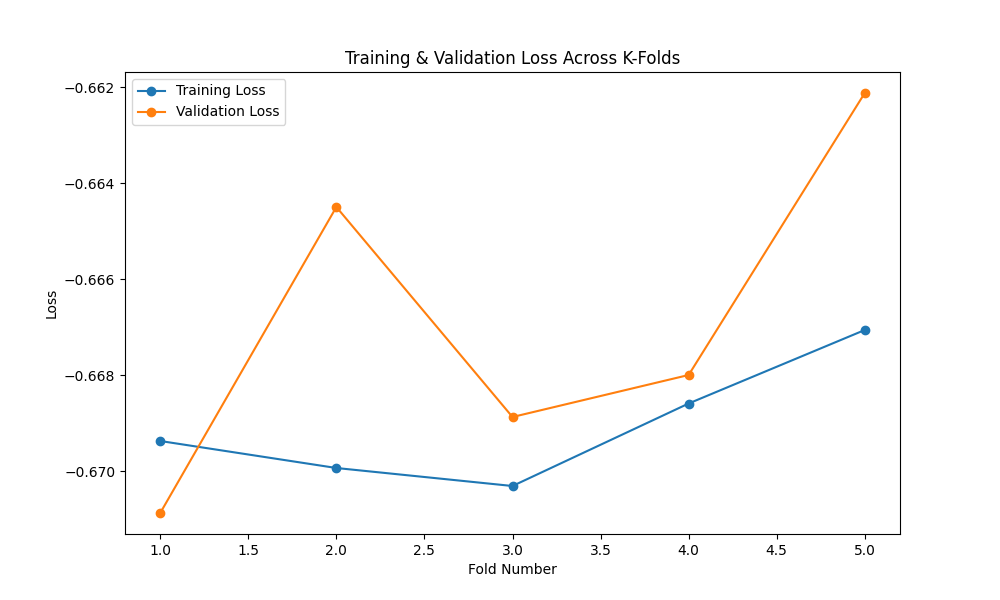 Training & Validation Loss Across K-Folds
Training Loss
Validation Loss
−0.662
−0.664
−0.666
−0.668
−0.670
Loss
1.0 1.5 2.0 2.5 3.0 3.5 4.0 4.5 5.0
Fold Number